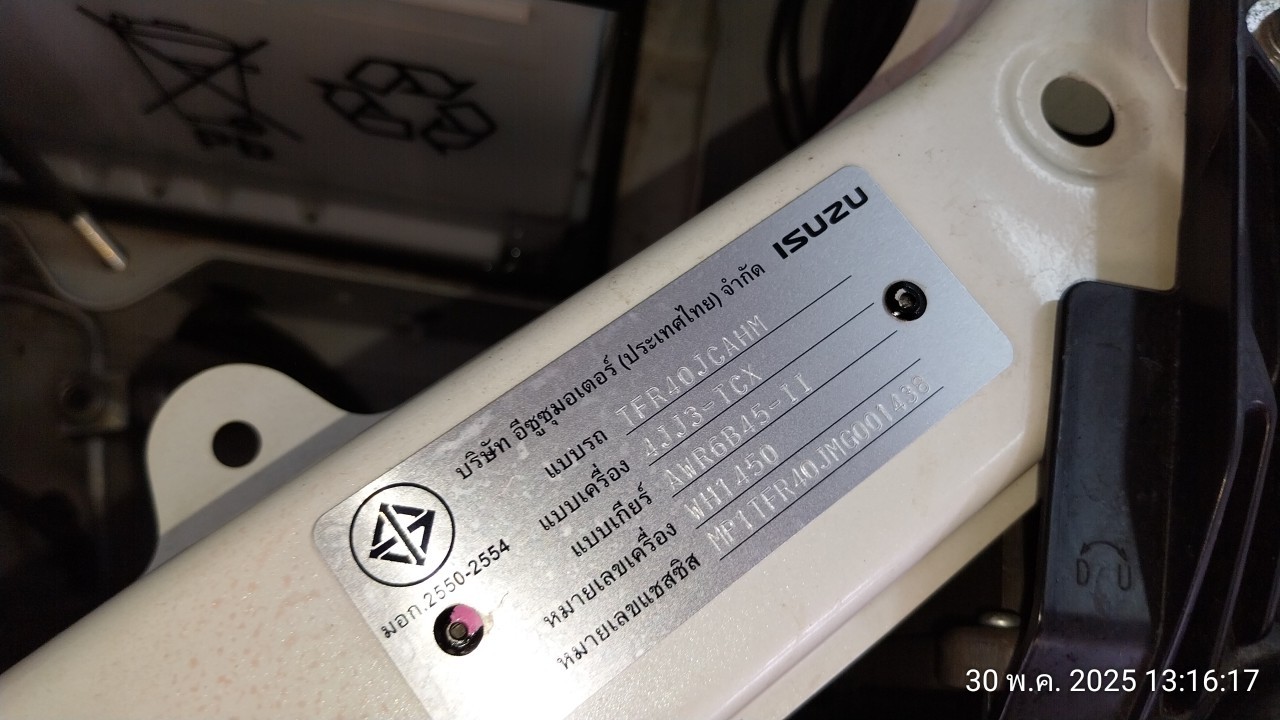 Pb
ISUZU
บริษัท อีซูซุมอเตอร์ (ประเทศไทย) จำกัด
แบบรถ TFR40JCAHM
แบบเครื่อง 4JJ3-TCX
แบบเกียร์ AWR6B45-II
หมายเลขเครื่อง WH1450
หมายเลขแชสซิส MP1TFR40JMG001438
มอก.2550-2554
D U
30 พ.ค. 2025 13:16:17